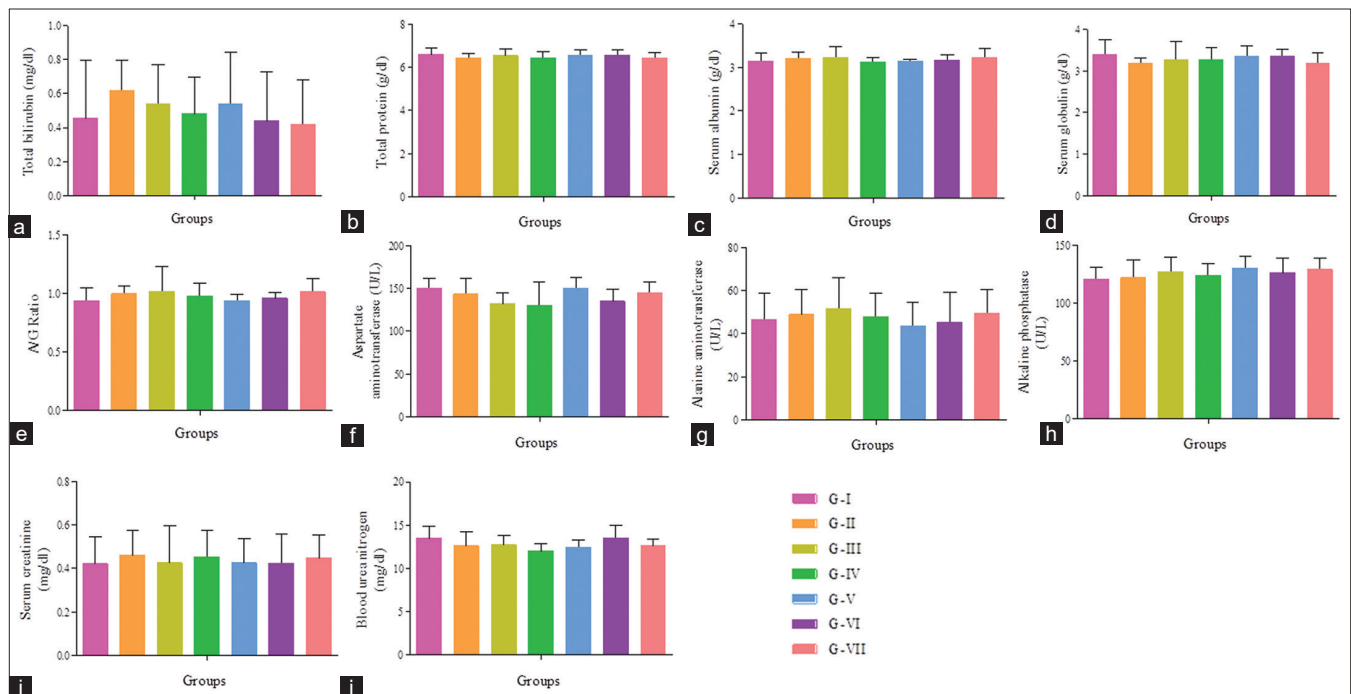 1.0
0.8
0.6
0.4
0.2
0.0
Total bilirubin (mg/dl)
Groups
a
8
6
4
2
0
Total protein (g/dl)
Groups
b
4
3
2
1
0
Serum albumin (g/dl)
Groups
c
4
3
2
1
0
Serum globulin (g/dl)
Groups
d
1.5
1.0
0.5
0.0
A/G Ratio
Groups
e
200
150
100
50
0
Aspartate
aminotransferase (U/L)
Groups
f
80
60
40
20
0
Alanine aminotransferase
(U/L)
Groups
g
150
100
50
0
Alkaline phosphatase
(U/L)
Groups
h
0.8
0.6
0.4
0.2
0.0
Serum creatinine
(mg/dl)
Groups
i
20
15
10
5
0
Blood urea nitrogen
(mg/dl)
Groups
j
G-I
G-II
G-III
G-IV
G-V
G-VI
G-VII